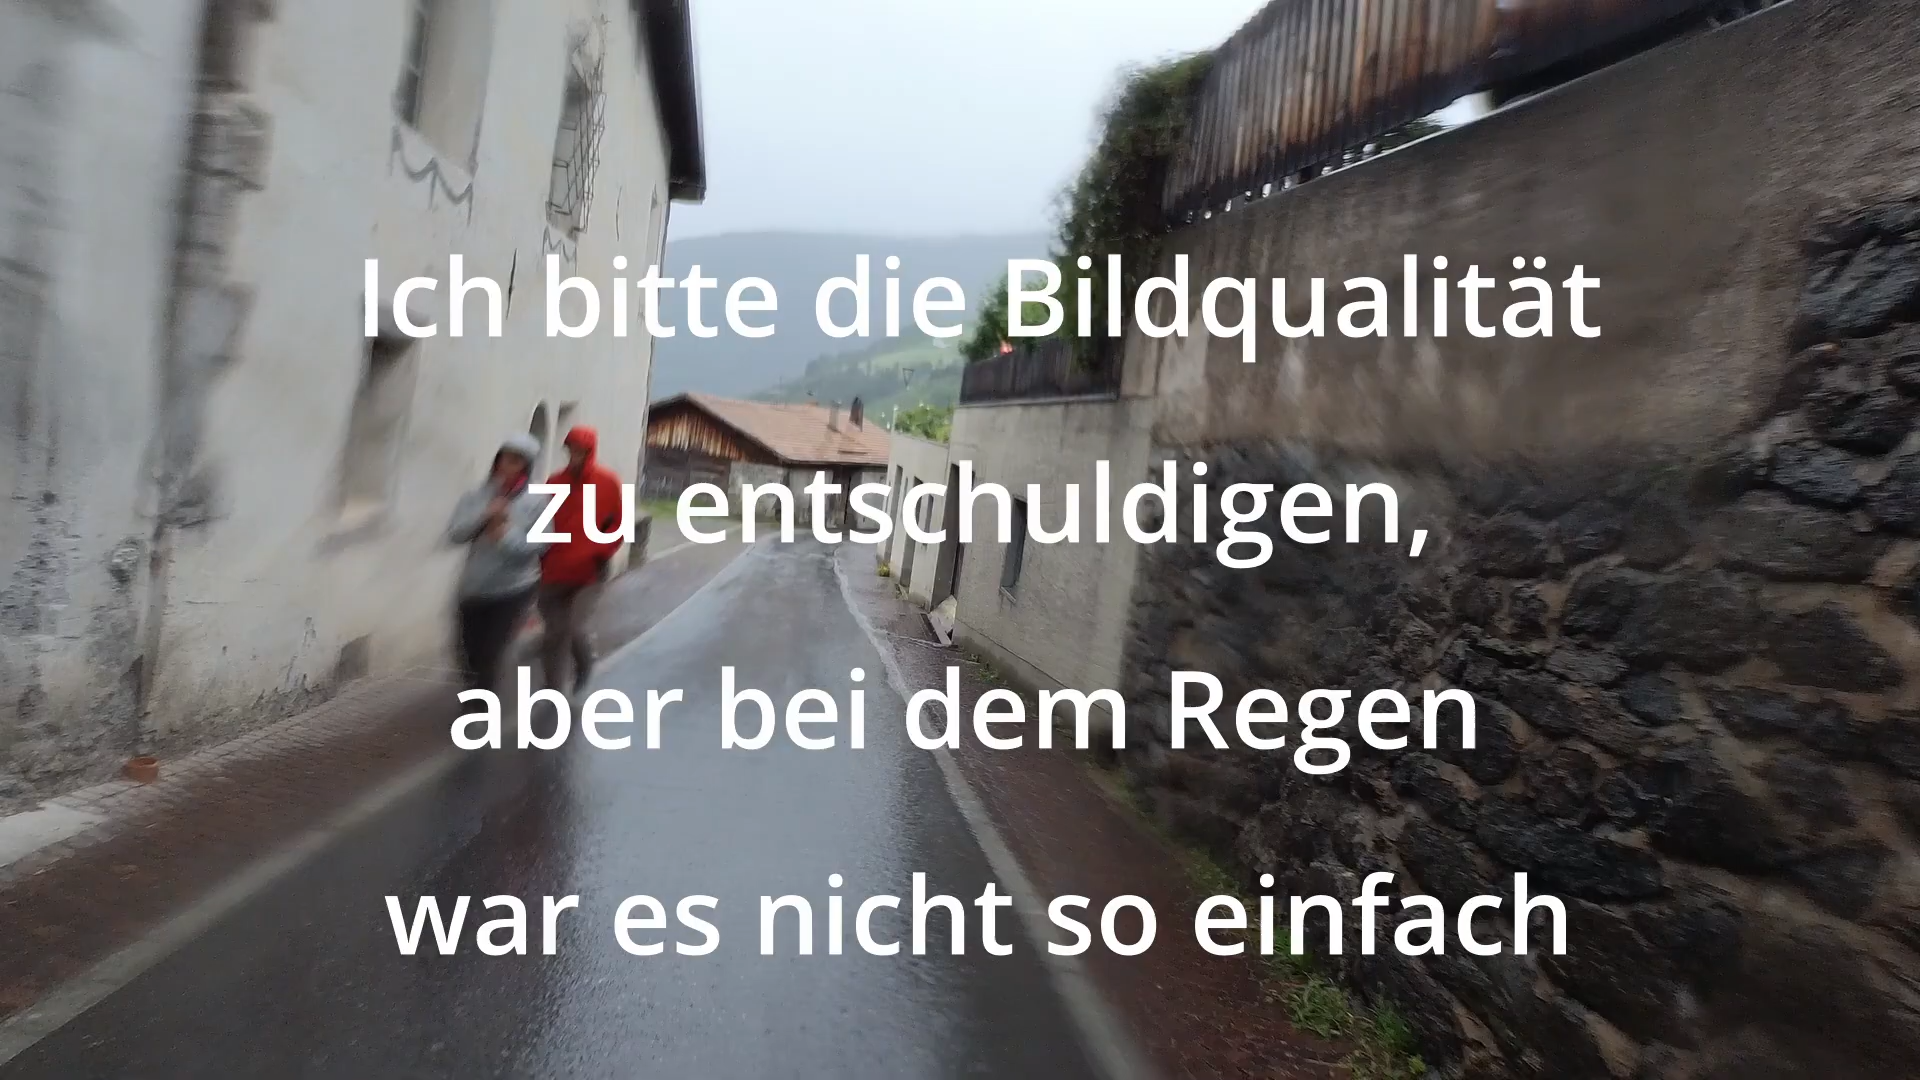 Ich bitte die Bildqualität
zu entschuldigen,
aber bei dem Regen
war es nicht so einfach